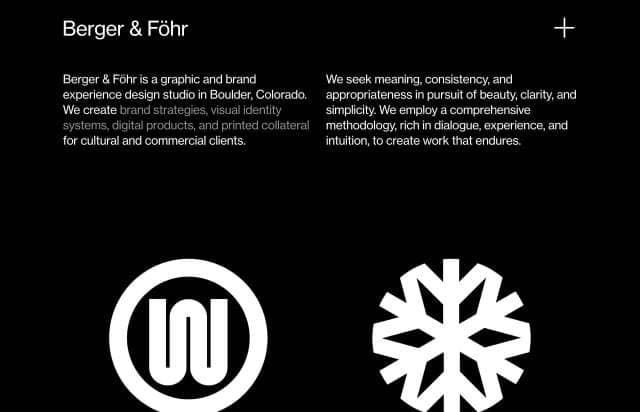 Berger & Föhr
Berger & Föhr is a graphic and brand
experience design studio in Boulder, Colorado.
We create brand strategies, visual identity
systems, digital products, and printed collateral
for cultural and commercial clients.
We seek meaning, consistency, and
appropriateness in pursuit of beauty, clarity, and
simplicity. We employ a comprehensive
methodology, rich in dialogue, experience, and
intuition, to create work that endures.
W